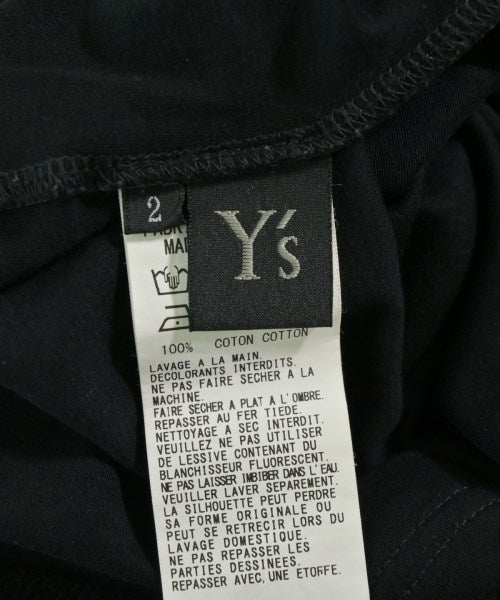 2
Y's
MA
100% COTON COTTON
LAVAGE A LA MAIN.
DECOLORANTS INTERDITS.
NE PAS FAIRE SECHER A LA
MACHINE.
FAIRE SECHER A PLAT A L'OMBRE.
REPASSER AU FER TIEDE.
NETTOYAGE A SEC INTERDIT.
VEUILLEZ NE PAS UTILISER
DE LESSIVE CONTENANT DU
BLANCHISSEUR FLUORESCENT.
NE PAS LAISSER IMBIBER DANS L'EAU.
VEUILLER LAVER SEPAREMENT.
LA SILHOUETTE PEUT PERDRE
SA FORME ORIGINALE OU
PEUT SE RETRECIR LORS DU
LAVAGE DOMESTIQUE.
NE PAS REPASSER LES
PARTIES DESSINEES.
REPASSER AVEC,UNE ETOFFE.